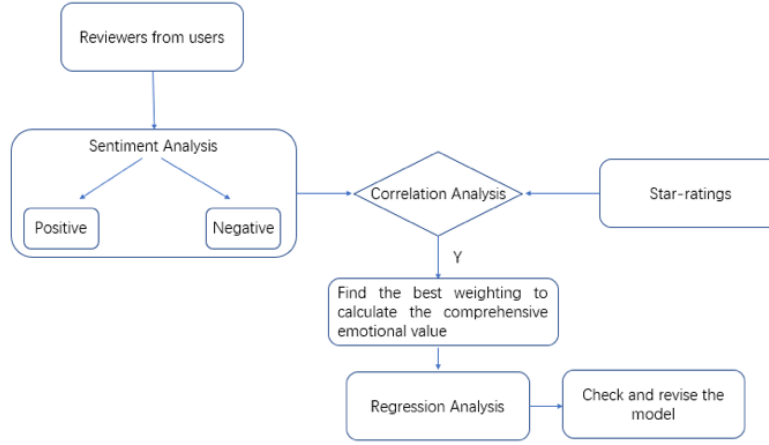 Reviewers from users
Sentiment Analysis
Positive
Negative
Correlation Analysis
Star-ratings
Y
Find the best weighting to
calculate the comprehensive
emotional value
Regression Analysis
Check and revise the
model